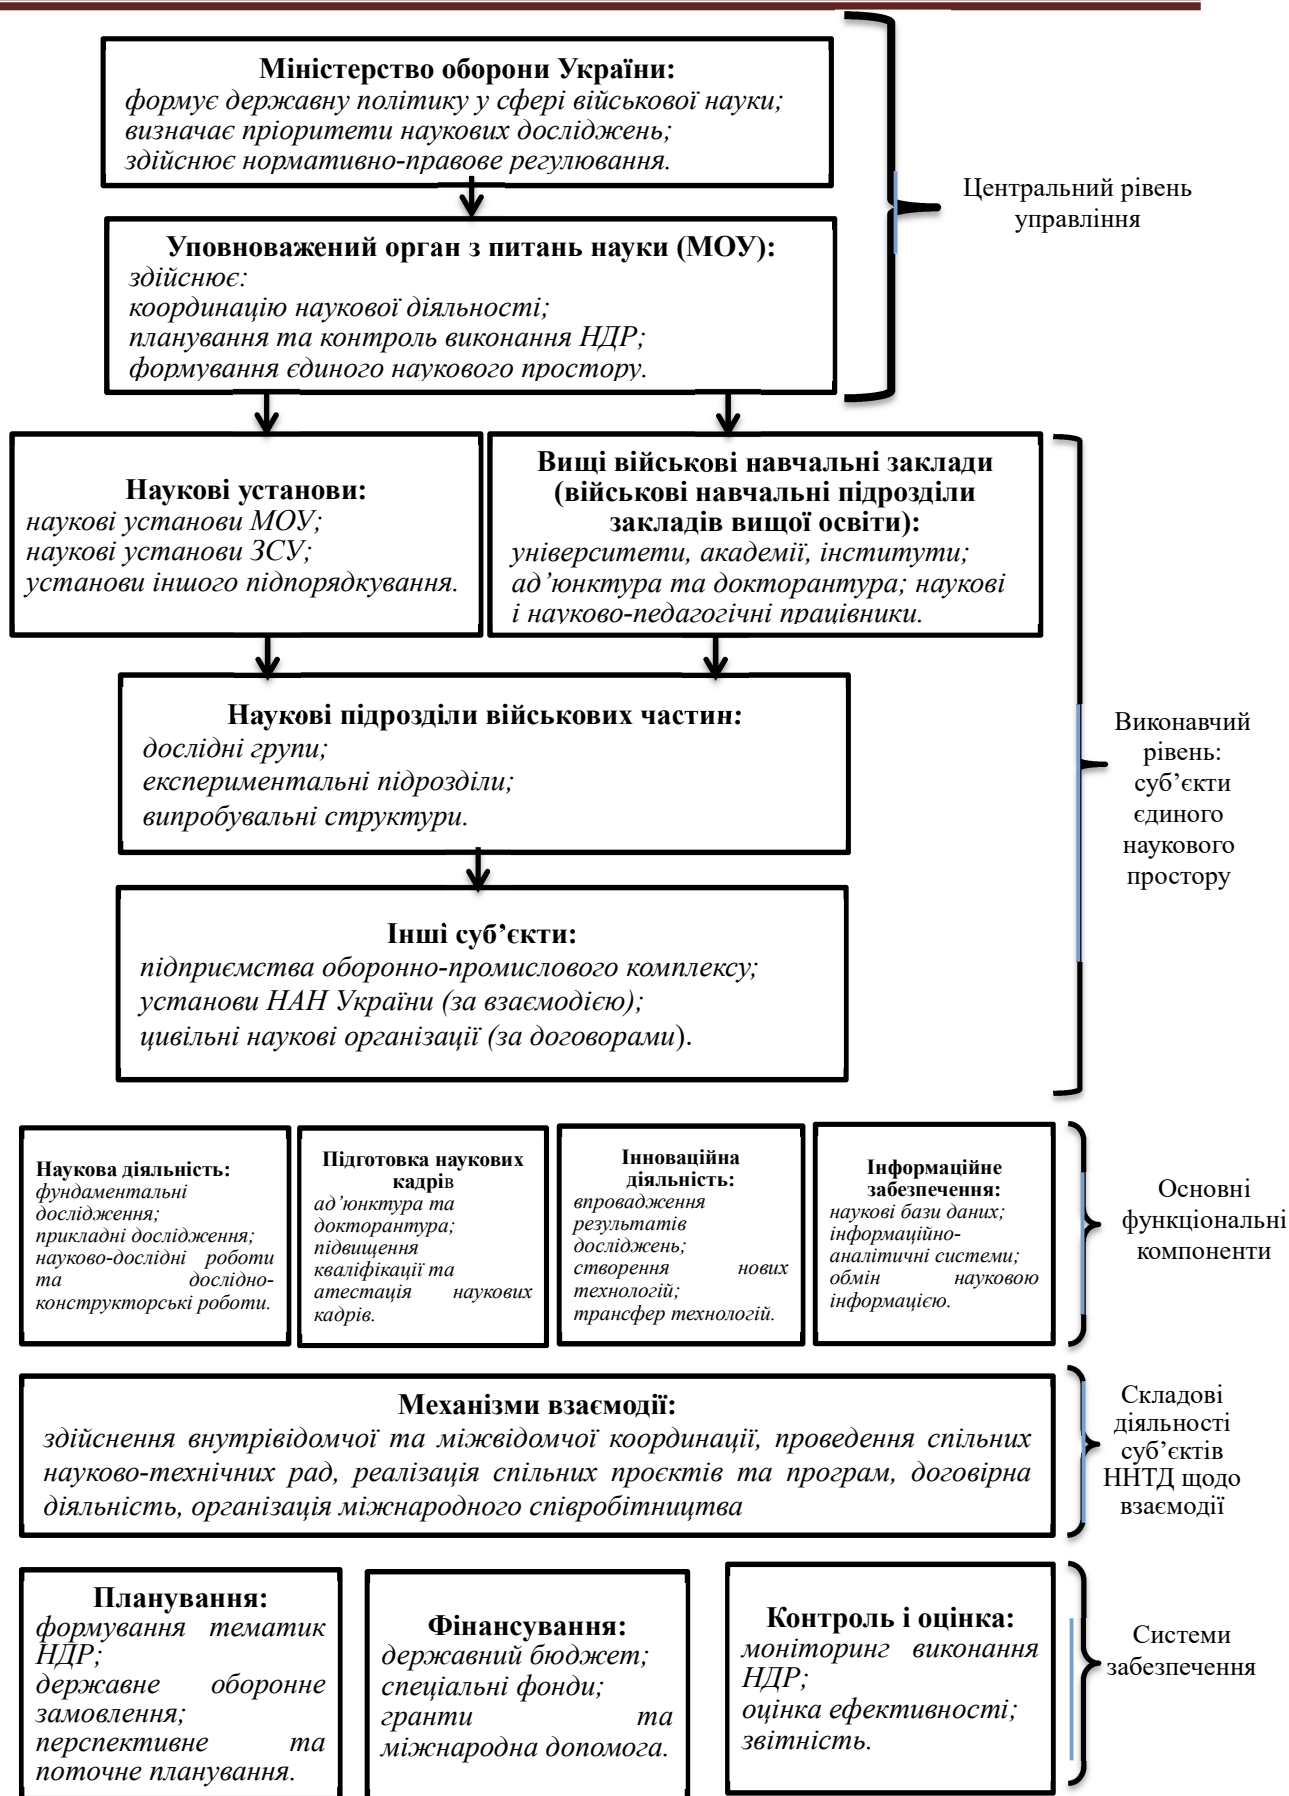 Міністерство оборони України:
формує державну політику у сфері військової науки;
визначає пріоритети наукових досліджень;
здійснює нормативно-правове регулювання.
Центральний рівень
управління
Уповноважений орган з питань науки (МОУ):
здійснює:
координацію наукової діяльності;
планування та контроль виконання НДР;
формування єдиного наукового простору.
Наукові установи:
наукові установи МОУ;
наукові установи ЗСУ;
установи іншого підпорядкування.
Вищі військові навчальні заклади
(військові навчальні підрозділи
закладів вищої освіти):
університети, академії, інститути;
ад’юнктура та докторантура; наукові
і науково-педагогічні працівники.
Наукові підрозділи військових частин:
дослідні групи;
експериментальні підрозділи;
випробувальні структури.
Виконавчий
рівень:
суб’єкти
єдиного
наукового
простору
Інші суб’єкти:
підприємства оборонно-промислового комплексу;
установи НАН України (за взаємодією);
цивільні наукові організації (за договорами).
Наукова діяльність:
фундаментальні
дослідження;
прикладні дослідження;
науково-дослідні роботи
та дослідно-
конструкторські роботи.
Підготовка наукових
кадрів
ад’юнктура та
докторантура;
підвищення
кваліфікації та
атестація наукових
кадрів.
Інноваційна
діяльність:
впровадження
результатів
досліджень;
створення нових
технологій;
трансфер технологій.
Інформаційне
забезпечення:
наукові бази даних;
інформаційно-
аналітичні системи;
обмін науковою
інформацією.
Основні
функціональні
компоненти
Механізми взаємодії:
здійснення внутрівідомчої та міжвідомчої координації, проведення спільних
науково-технічних рад, реалізація спільних проєктів та програм, договірна
діяльність, організація міжнародного співробітництва
Складові
діяльності
суб’єктів
ННТД щодо
взаємодії
Планування:
формування тематик
НДР;
державне оборонне
замовлення;
перспективне та
поточне планування.
Фінансування:
державний бюджет;
спеціальні фонди;
гранти та
міжнародна допомога.
Контроль і оцінка:
моніторинг виконання
НДР;
оцінка ефективності;
звітність.
Системи
забезпечення